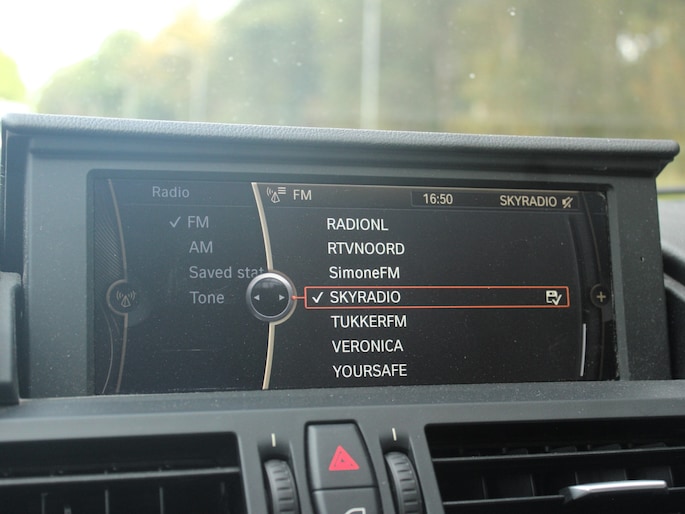 Radio
FM
AM
Saved stat
Tone
FM 16:50 SKYRADIO
RADIONL
RTVNOORD
SimoneFM
SKYRADIO
TUKKERFM
VERONICA
YOURSAFE